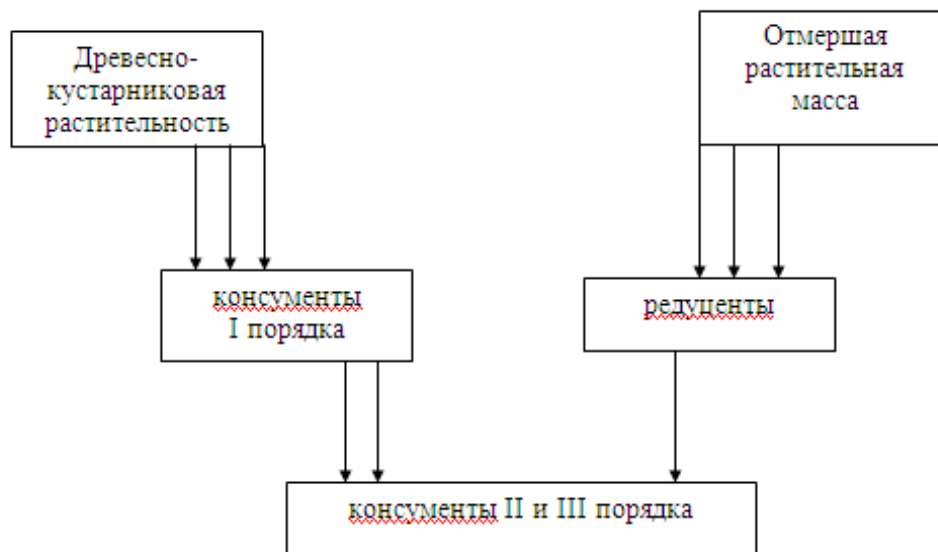 Древесно-
кустарниковая
растительность
Отмершая
растительная
масса
консументы
I порядка
редуценты
консументы II и III порядка